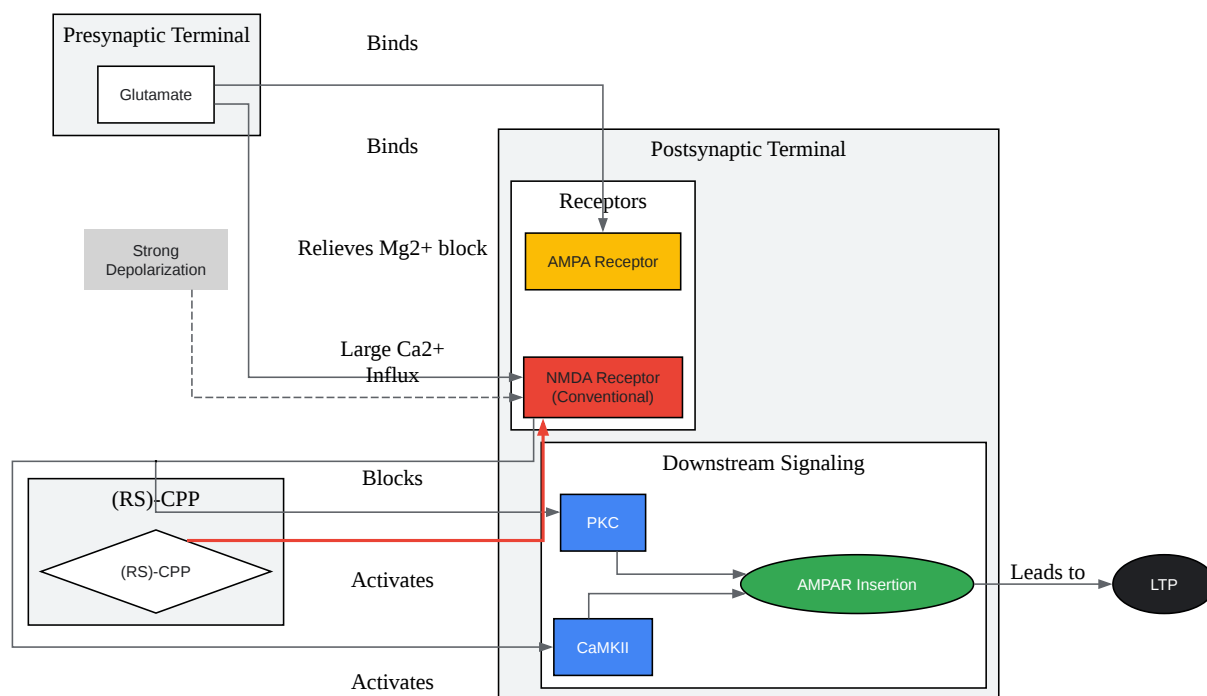 Presynaptic Terminal
Binds
Glutamate
Binds
Postsynaptic Terminal
Receptors
Strong
Depolarization
Relieves Mg2+ block
AMPA Receptor
Large Ca2+
Influx
NMDA Receptor
(Conventional)
Downstream Signaling
Blocks
(RS)-CPP
PKC
(RS)-CPP
Activates
AMPAR Insertion
Leads to
LTP
CaMKII
Activates